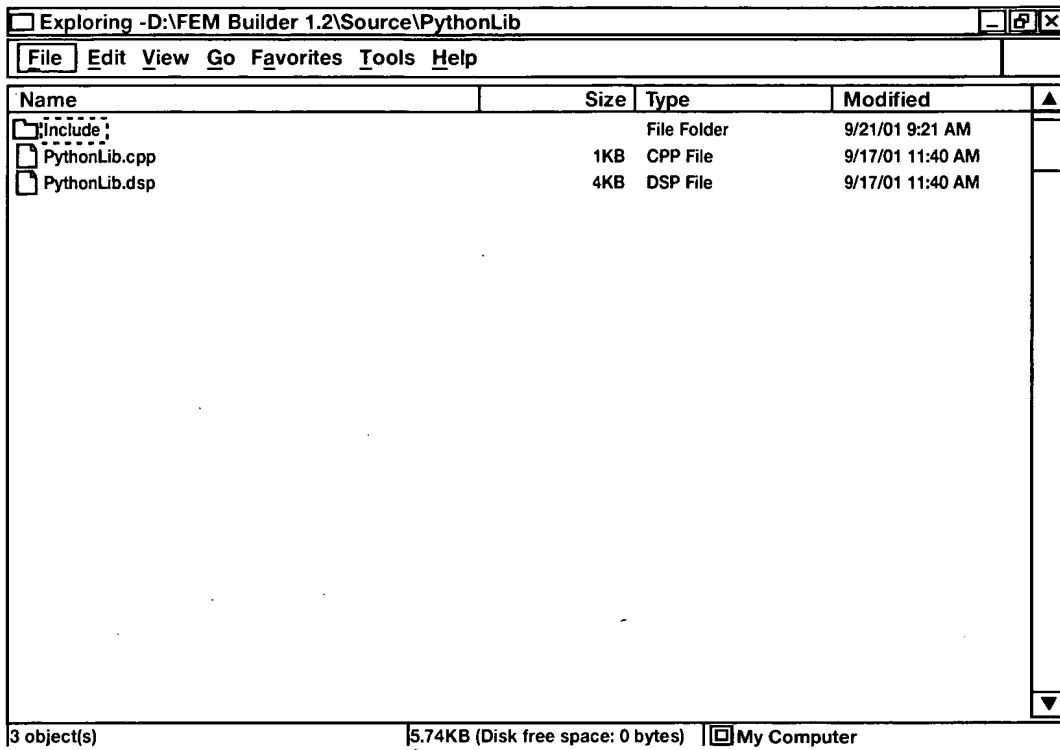 Exploring -D:\FEM Builder 1.2\Source\PythonLib
File Edit View Go Favorites Tools Help
Name Size Type Modified
Include File Folder 9/21/01 9:21 AM
PythonLib.cpp 1KB CPP File 9/17/01 11:40 AM
PythonLib.dsp 4KB DSP File 9/17/01 11:40 AM
3 object(s) 5.74KB (Disk free space: 0 bytes) My Computer